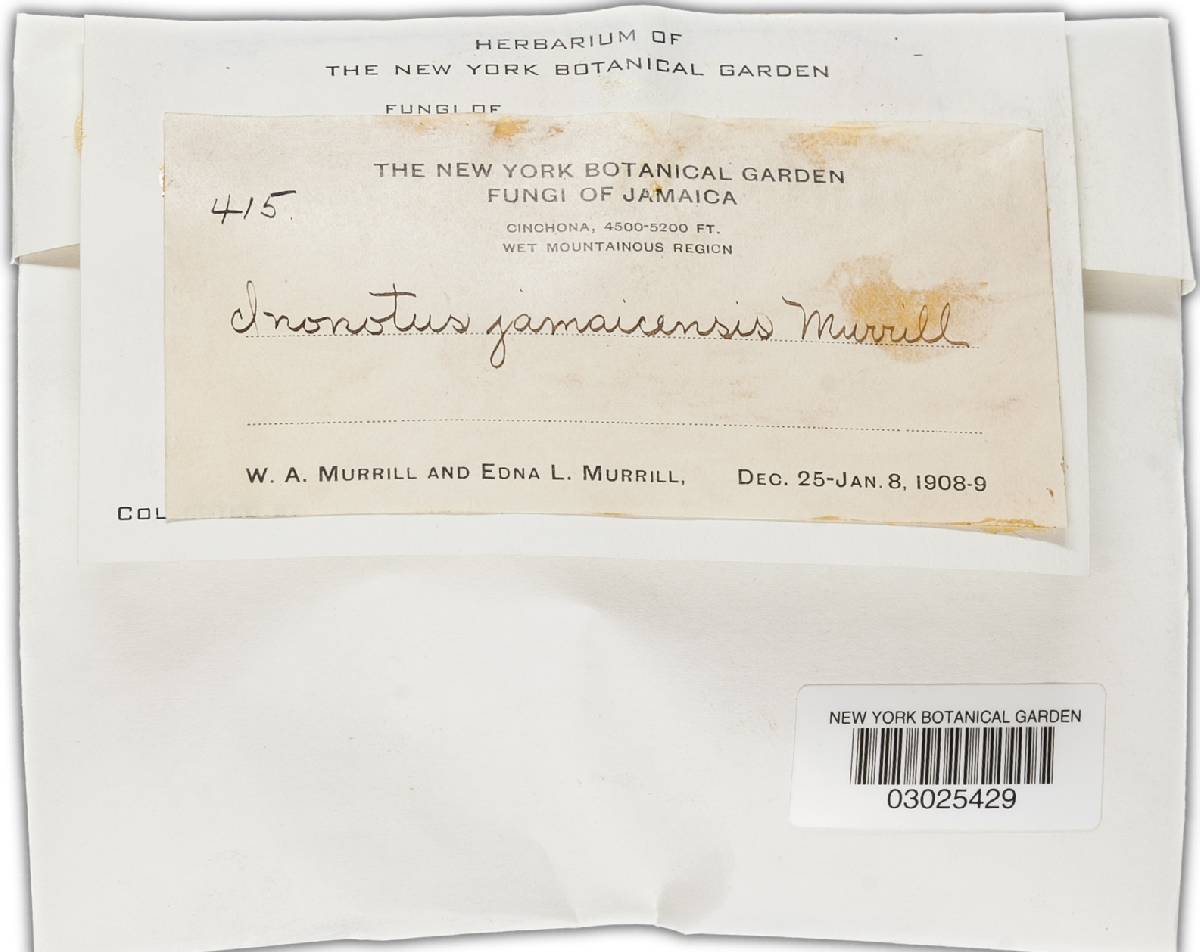 HERBARIUM OF
THE NEW YORK BOTANICAL GARDEN
FUNGI OF
THE NEW YORK BOTANICAL GARDEN
FUNGI OF JAMAICA
415.
CINCHONA, 4500-5200 FT.
WET MOUNTAINOUS REGION
Inonotus jamaicensis Murrill
W. A. MURRILL AND EDNA L. MURRILL, DEC. 25-JAN. 8, 1908-9
COL
NEW YORK BOTANICAL GARDEN
03025429